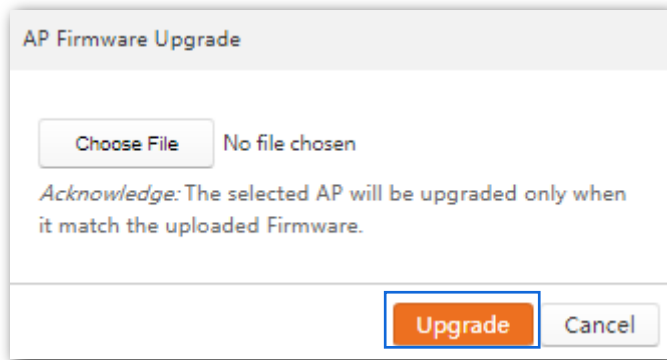 AP Firmware Upgrade
Choose File No file chosen
Acknowledge: The selected AP will be upgraded only when
it match the uploaded Firmware.
Upgrade Cancel